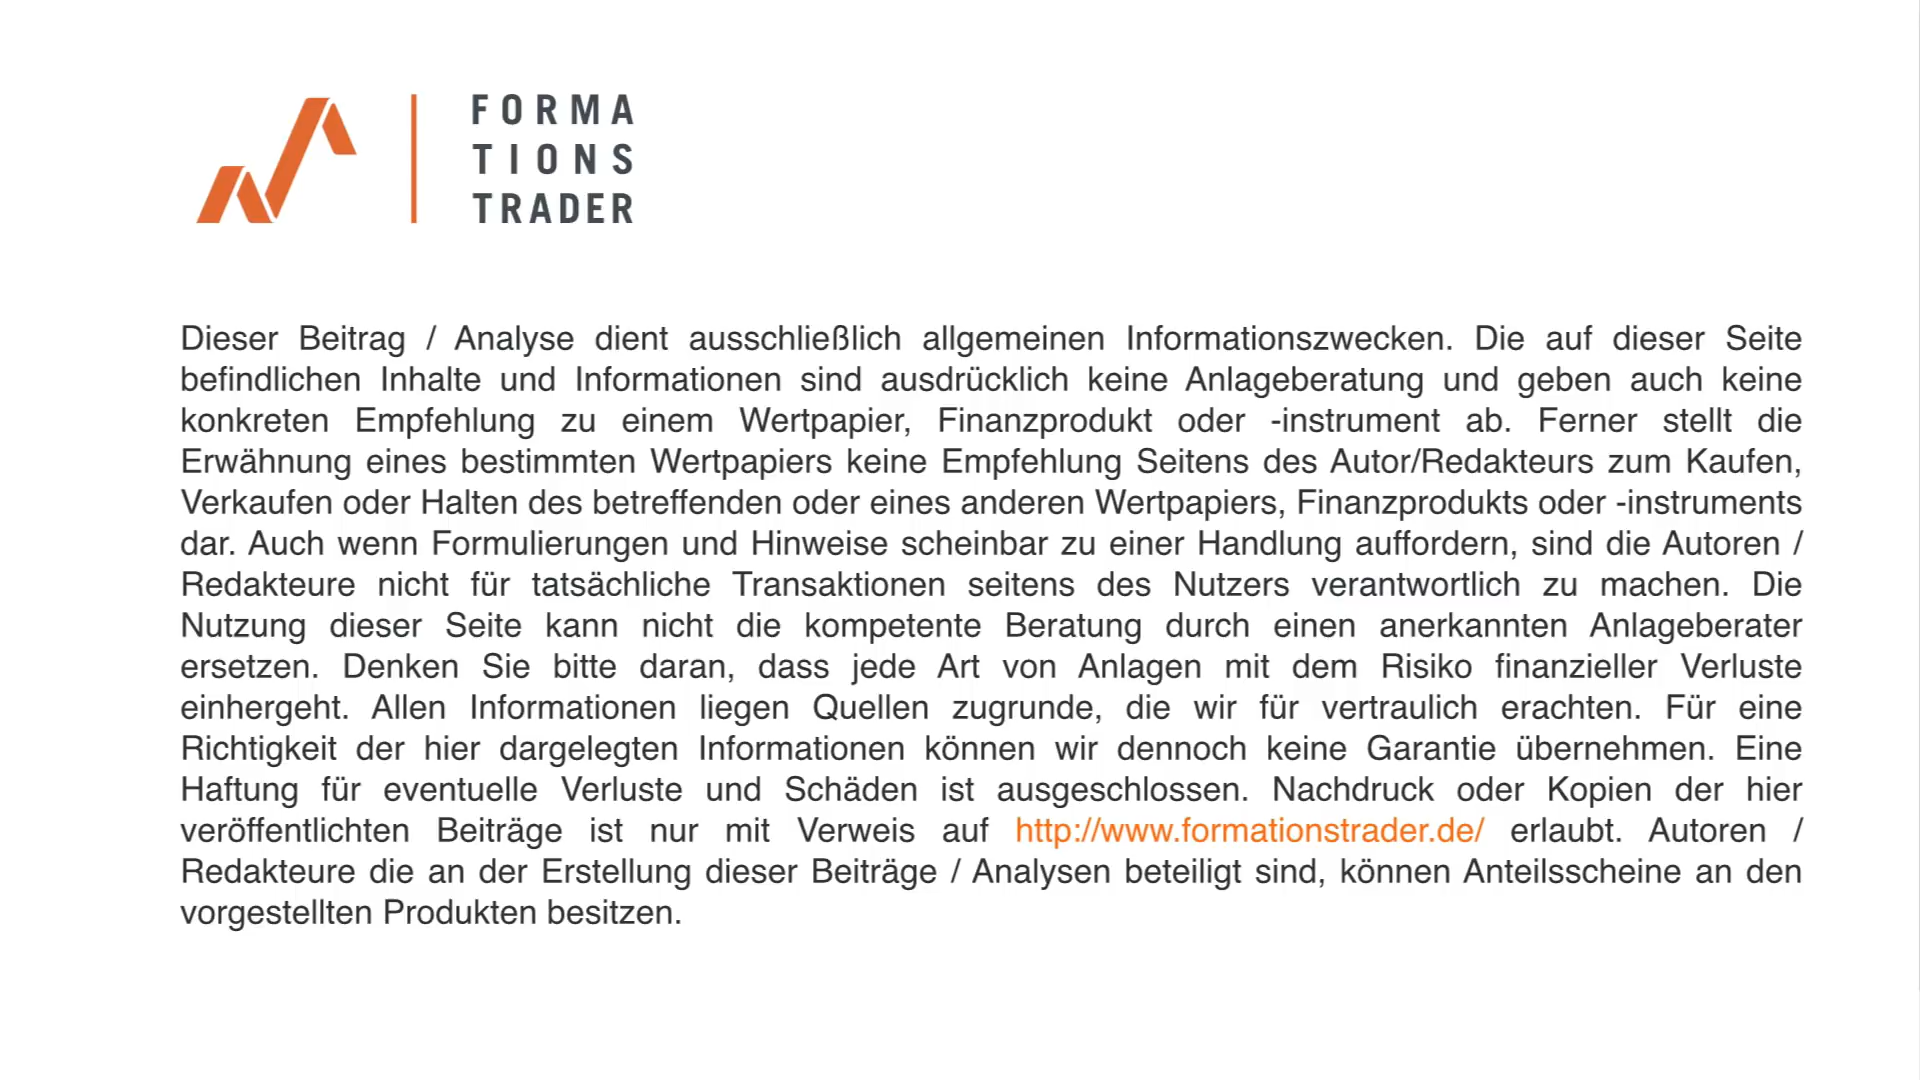 FORMA
TIONS
TRADER
Dieser Beitrag / Analyse dient ausschließlich allgemeinen Informationszwecken. Die auf dieser Seite
befindlichen Inhalte und Informationen sind ausdrücklich keine Anlageberatung und geben auch keine
konkreten Empfehlung zu einem Wertpapier, Finanzprodukt oder -instrument ab. Ferner stellt die
Erwähnung eines bestimmten Wertpapiers keine Empfehlung Seitens des Autor/Redakteurs zum Kaufen,
Verkaufen oder Halten des betreffenden oder eines anderen Wertpapiers, Finanzprodukts oder -instruments
dar. Auch wenn Formulierungen und Hinweise scheinbar zu einer Handlung auffordern, sind die Autoren /
Redakteure nicht für tatsächliche Transaktionen seitens des Nutzers verantwortlich zu machen. Die
Nutzung dieser Seite kann nicht die kompetente Beratung durch einen anerkannten Anlageberater
ersetzen. Denken Sie bitte daran, dass jede Art von Anlagen mit dem Risiko finanzieller Verluste
einhergeht. Allen Informationen liegen Quellen zugrunde, die wir für vertraulich erachten. Für eine
Richtigkeit der hier dargelegten Informationen können wir dennoch keine Garantie übernehmen. Eine
Haftung für eventuelle Verluste und Schäden ist ausgeschlossen. Nachdruck oder Kopien der hier
veröffentlichten Beiträge ist nur mit Verweis auf http://www.formationstrader.de/ erlaubt. Autoren /
Redakteure die an der Erstellung dieser Beiträge / Analysen beteiligt sind, können Anteilsscheine an den
vorgestellten Produkten besitzen.